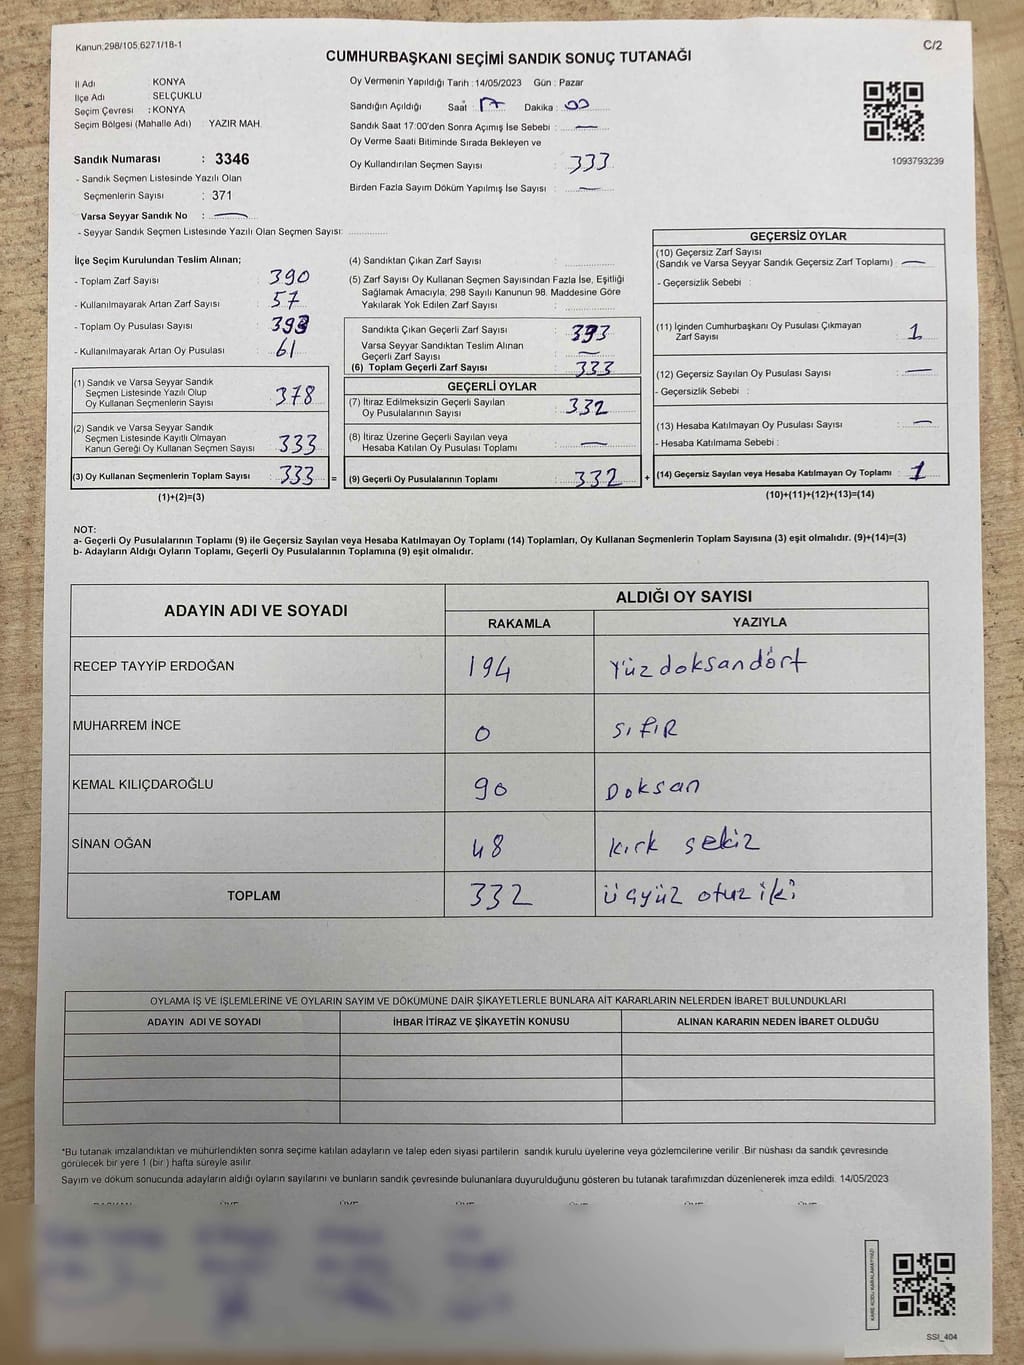 Kanun:298/105,6271/18-1
C/2
CUMHURBAŞKANI SEÇİMİ SANDIK SONUÇ TUTANAĞI
İl Adı : KONYA
İlçe Adı : SELÇUKLU
Seçim Çevresi : KONYA
Seçim Bölgesi (Mahalle Adı) : YAZIR MAH.
Sandık Numarası : 3346
- Sandık Seçmen Listesinde Yazılı Olan
Seçmenlerin Sayısı : 371
Varsa Seyyar Sandık No : —
- Seyyar Sandık Seçmen Listesinde Yazılı Olan Seçmen Sayısı:
Oy Vermenin Yapıldığı Tarih : 14/05/2023 Gün : Pazar
Sandığın Açıldığı Saat : 17 Dakika : 00
Sandık Saat 17:00'den Sonra Açımış İse Sebebi : —
Oy Verme Saati Bitiminde Sırada Bekleyen ve
Oy Kullandırılan Seçmen Sayısı : 333
Birden Fazla Sayım Döküm Yapılmış İse Sayısı : —
1093793239
İlçe Seçim Kurulundan Teslim Alınan;
- Toplam Zarf Sayısı : 390
- Kullanılmayarak Artan Zarf Sayısı : 57
- Toplam Oy Pusulası Sayısı : 393
- Kullanılmayarak Artan Oy Pusulası : 61
(1) Sandık ve Varsa Seyyar Sandık
Seçmen Listesinde Yazılı Olup
Oy Kullanan Seçmenlerin Sayısı : 378
(2) Sandık ve Varsa Seyyar Sandık
Seçmen Listesinde Kayıtlı Olmayan
Kanun Gereği Oy Kullanan Seçmen Sayısı : 333
(3) Oy Kullanan Seçmenlerin Toplam Sayısı : 333 =
(1)+(2)=(3)
(4) Sandıktan Çıkan Zarf Sayısı :
(5) Zarf Sayısı Oy Kullanan Seçmen Sayısından Fazla İse, Eşitliği
Sağlamak Amacıyla, 298 Sayılı Kanunun 98. Maddesine Göre
Yakılarak Yok Edilen Zarf Sayısı :
Sandıkta Çıkan Geçerli Zarf Sayısı : 393
Varsa Seyyar Sandıktan Teslim Alınan
Geçerli Zarf Sayısı : —
(6) Toplam Geçerli Zarf Sayısı : 333
GEÇERLİ OYLAR
(7) İtiraz Edilmeksizin Geçerli Sayılan
Oy Pusulalarının Sayısı : 332
(8) İtiraz Üzerine Geçerli Sayılan veya
Hesaba Katılan Oy Pusulası Toplamı : —
(9) Geçerli Oy Pusulalarının Toplamı : 332 +
GEÇERSİZ OYLAR
(10) Geçersiz Zarf Sayısı
(Sandık ve Varsa Seyyar Sandık Geçersiz Zarf Toplamı) : —
- Geçersizlik Sebebi :
(11) İçinden Cumhurbaşkanı Oy Pusulası Çıkmayan
Zarf Sayısı : 1
(12) Geçersiz Sayılan Oy Pusulası Sayısı : —
- Geçersizlik Sebebi :
(13) Hesaba Katılmayan Oy Pusulası Sayısı : —
- Hesaba Katılmama Sebebi :
(14) Geçersiz Sayılan veya Hesaba Katılmayan Oy Toplamı : 1
(10)+(11)+(12)+(13)=(14)
NOT:
a- Geçerli Oy Pusulalarının Toplamı (9) ile Geçersiz Sayılan veya Hesaba Katılmayan Oy Toplamı (14) Toplamları, Oy Kullanan Seçmenlerin Toplam Sayısına (3) eşit olmalıdır. (9)+(14)=(3)
b- Adayların Aldığı Oyların Toplamı, Geçerli Oy Pusulalarının Toplamına (9) eşit olmalıdır.
ADAYIN ADI VE SOYADI ALDIĞI OY SAYISI
RAKAMLA YAZIYLA
RECEP TAYYİP ERDOĞAN 194 Yüz doksandört
MUHARREM İNCE 0 sıfır
KEMAL KILIÇDAROĞLU 90 Doksan
SİNAN OĞAN 48 kırk sekiz
TOPLAM 332 üçyüz otuz iki
OYLAMA İŞ VE İŞLEMLERİNE VE OYLARIN SAYIM VE DÖKÜMÜNE DAİR ŞİKAYETLERLE BUNLARA AİT KARARLARIN NELERDEN İBARET BULUNDUKLARI
ADAYIN ADI VE SOYADI İHBAR İTİRAZ VE ŞİKAYETİN KONUSU ALINAN KARARIN NEDEN İBARET OLDUĞU
*Bu tutanak imzalandıktan ve mühürlendikten sonra seçime katılan adayların ve talep eden siyasi partilerin sandık kurulu üyelerine veya gözlemcilerine verilir. Bir nüshası da sandık çevresinde
görülecek bir yere 1 (bir ) hafta süreyle asılır.
Sayım ve döküm sonucunda adayların aldığı oyların sayılarını ve bunların sandık çevresinde bulunanlara duyurulduğunu gösteren bu tutanak tarafımızdan düzenlenerek imza edildi. 14/05/2023
KARE KODU KARALAMAYINIZ!
SSI_404